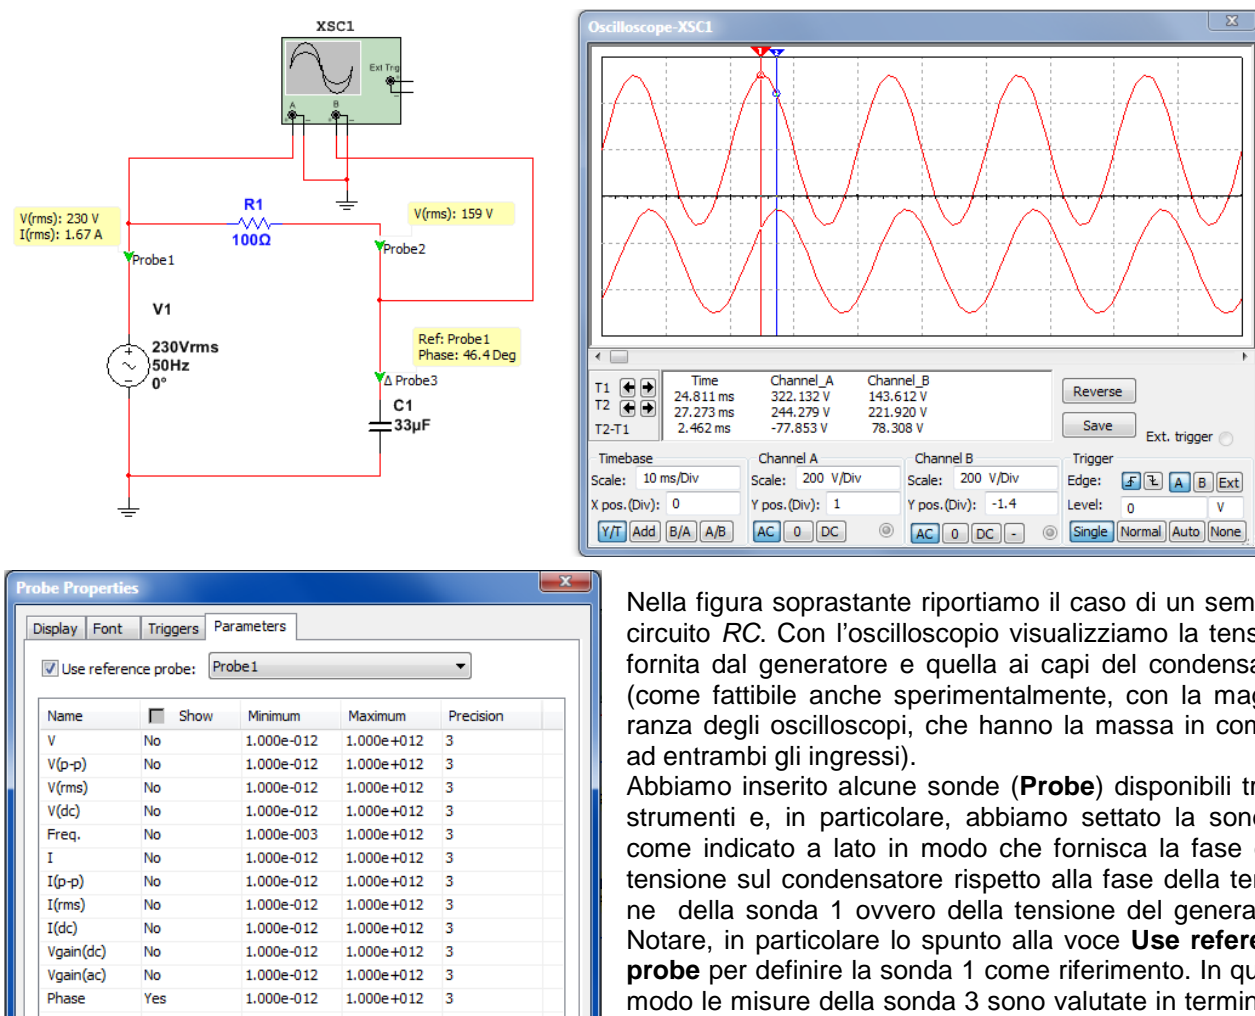 XSC1
Ext Trig
A
B
V(rms): 230 V
I(rms): 1.67 A
R1
100Ω
V(rms): 159 V
Probe1
Probe2
V1
230Vrms
50Hz
0°
Ref: Probe1
Phase: 46.4 Deg
Δ Probe3
C1
33µF
Oscilloscope-XSC1
1
2
Time Channel_A Channel_B
T1 24.811 ms 322.132 V 143.612 V
T2 27.273 ms 244.279 V 221.920 V
T2-T1 2.462 ms -77.853 V 78.308 V
Reverse
Save
Ext. trigger
Timebase
Scale: 10 ms/Div
X pos.(Div): 0
Y/T Add B/A A/B
Channel A
Scale: 200 V/Div
Y pos.(Div): 1
AC 0 DC
Channel B
Scale: 200 V/Div
Y pos.(Div): -1.4
AC 0 DC -
Trigger
Edge: A B Ext
Level: 0 V
Single Normal Auto None
Probe Properties
Display Font Triggers Parameters
Use reference probe: Probe1
Name Show Minimum Maximum Precision
V No 1.000e-012 1.000e+012 3
V(p-p) No 1.000e-012 1.000e+012 3
V(rms) No 1.000e-012 1.000e+012 3
V(dc) No 1.000e-012 1.000e+012 3
Freq. No 1.000e-003 1.000e+012 3
I No 1.000e-012 1.000e+012 3
I(p-p) No 1.000e-012 1.000e+012 3
I(rms) No 1.000e-012 1.000e+012 3
I(dc) No 1.000e-012 1.000e+012 3
Vgain(dc) No 1.000e-012 1.000e+012 3
Vgain(ac) No 1.000e-012 1.000e+012 3
Phase Yes 1.000e-012 1.000e+012 3
Nella figura soprastante riportiamo il caso di un sem
circuito RC. Con l'oscilloscopio visualizziamo la tens
fornita dal generatore e quella ai capi del condensa
(come fattibile anche sperimentalmente, con la mag
ranza degli oscilloscopi, che hanno la massa in com
ad entrambi gli ingressi).
Abbiamo inserito alcune sonde (Probe) disponibili tr
strumenti e, in particolare, abbiamo settato la son
come indicato a lato in modo che fornisca la fase
tensione sul condensatore rispetto alla fase della ten
ne della sonda 1 ovvero della tensione del genera
Notare, in particolare lo spunto alla voce Use refere
probe per definire la sonda 1 come riferimento. In qu
modo le misure della sonda 3 sono valutate in termin